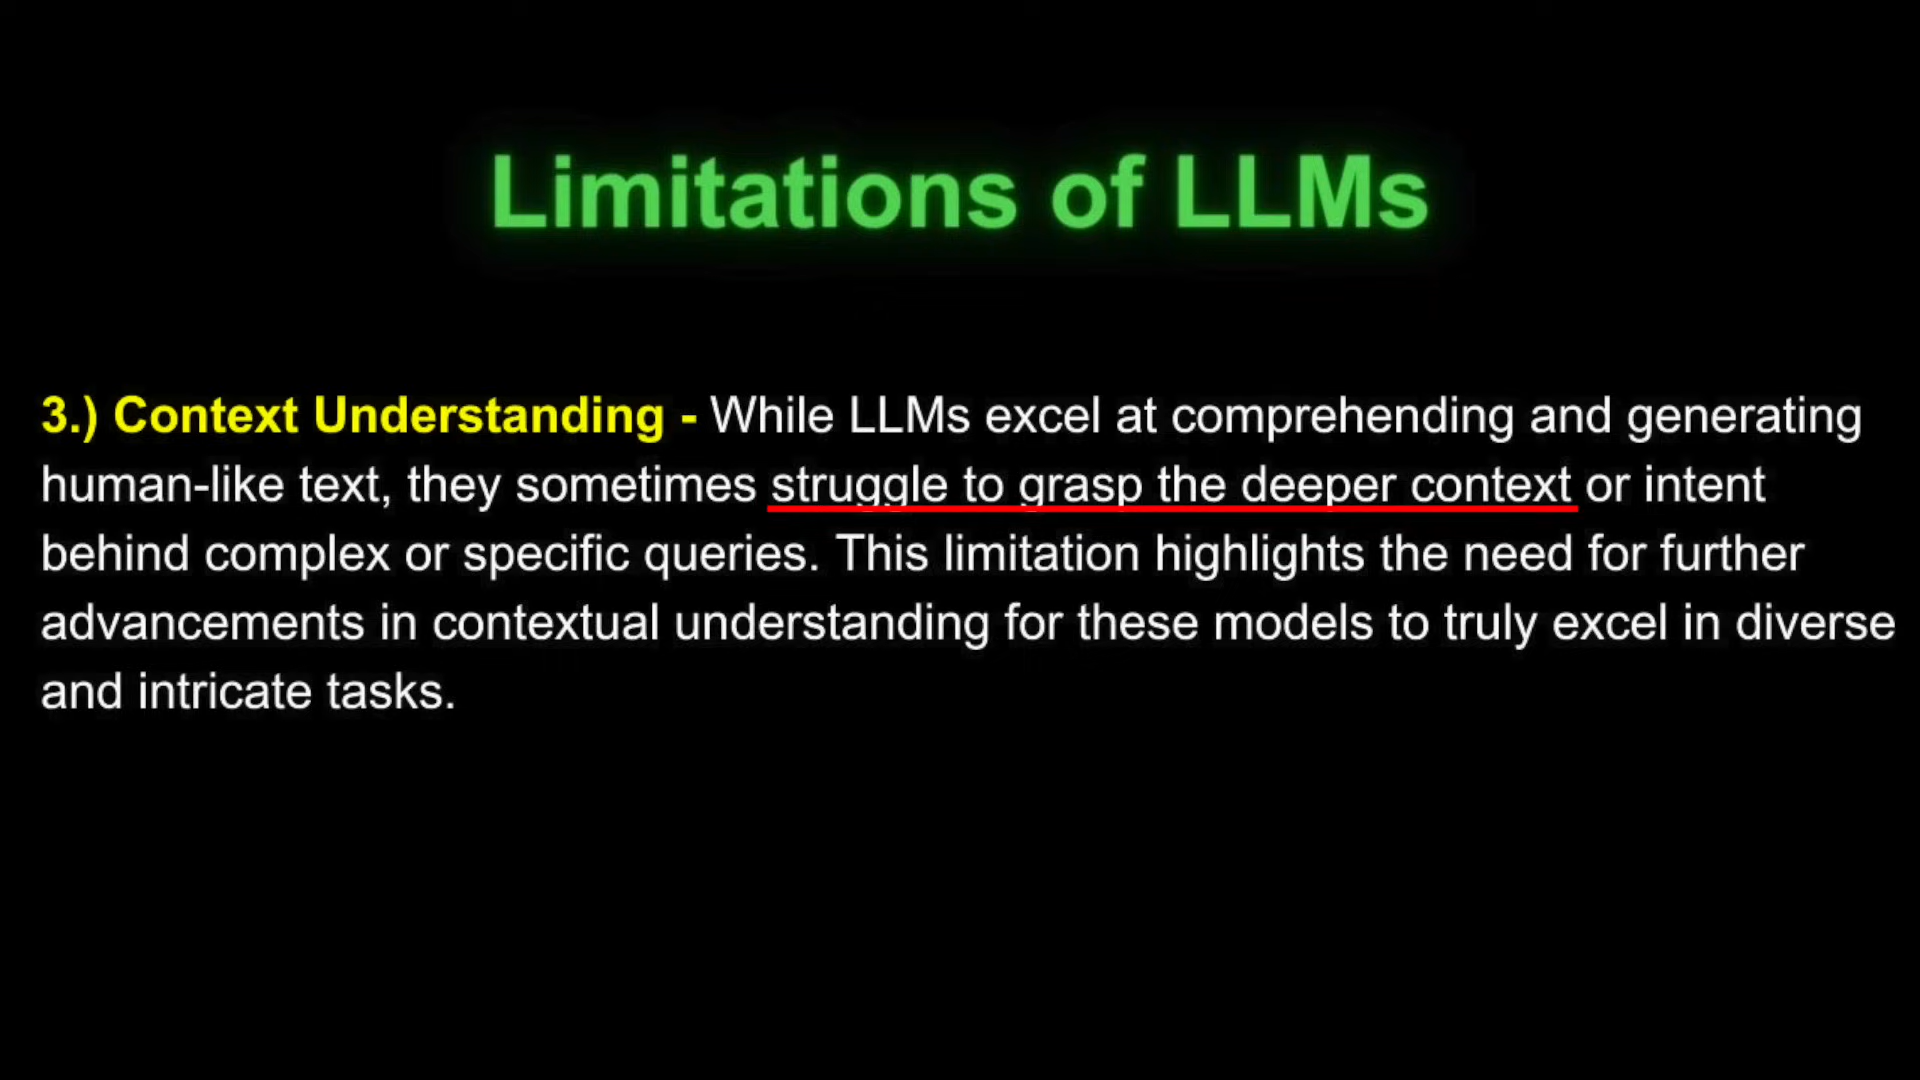 Limitations of LLMs
3.) Context Understanding - While LLMs excel at comprehending and generating
human-like text, they sometimes struggle to grasp the deeper context or intent
behind complex or specific queries. This limitation highlights the need for further
advancements in contextual understanding for these models to truly excel in diverse
and intricate tasks.